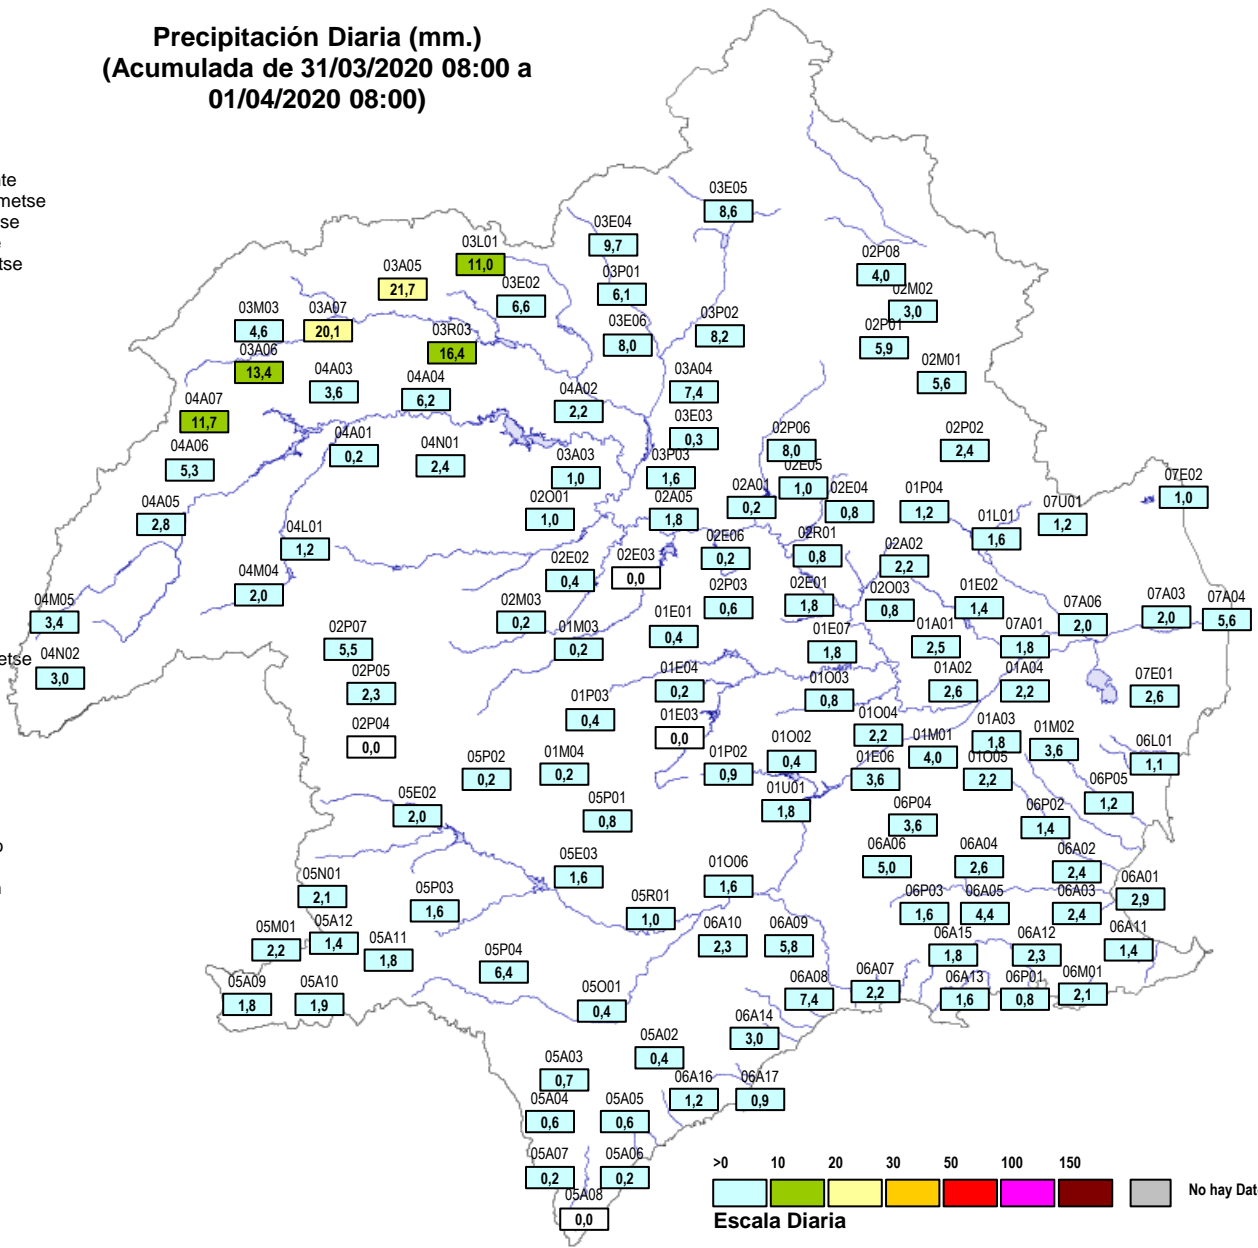 Precipitación Diaria (mm.)
(Acumulada de 31/03/2020 08:00 a
01/04/2020 08:00)
nte
metse
se
e
tse
etse
o
n
03E05
8,6
03E04
9,7
03L01
11,0
02P08
4,0
03A05
21,7
03P01
6,1
03E02
6,6
02M02
3,0
03M03
4,6
03A07
20,1
03P02
8,2
03R03
16,4
03E06
8,0
02P01
5,9
03A06
13,4
04A03
3,6
04A04
6,2
03A04
7,4
02M01
5,6
04A07
11,7
04A02
2,2
03E03
0,3
04A01
0,2
04N01
2,4
02P06
8,0
02P02
2,4
04A06
5,3
03A03
1,0
03P03
1,6
02E05
1,0
07E02
1,0
04A05
2,8
02O01
1,0
02A05
1,8
02A01
0,2
02E04
0,8
01P04
1,2
07U01
1,2
04L01
1,2
01L01
1,6
02E06
0,2
02R01
0,8
02A02
2,2
04M04
2,0
02E02
0,4
02E03
0,0
02P03
0,6
02E01
1,8
02O03
0,8
01E02
1,4
04M05
3,4
02M03
0,2
07A06
2,0
07A03
2,0
07A04
5,6
01M03
0,2
01E01
0,4
01E07
1,8
01A01
2,5
07A01
1,8
02P07
5,5
04N02
3,0
02P05
2,3
01E04
0,2
01O03
0,8
01A02
2,6
01A04
2,2
07E01
2,6
01P03
0,4
02P04
0,0
01E03
0,0
01O04
2,2
01A03
1,8
01M02
3,6
01O02
0,4
01M01
4,0
06L01
1,1
05P02
0,2
01M04
0,2
01P02
0,9
01E06
3,6
01O05
2,2
01U01
1,8
06P05
1,2
05E02
2,0
05P01
0,8
06P04
3,6
06P02
1,4
05E03
1,6
01O06
1,6
06A06
5,0
06A04
2,6
06A02
2,4
05N01
2,1
05P03
1,6
05R01
1,0
06P03
1,6
06A05
4,4
06A03
2,4
06A01
2,9
05M01
2,2
05A12
1,4
05A11
1,8
06A10
2,3
06A09
5,8
06A15
1,8
06A12
2,3
06A11
1,4
05P04
6,4
05A09
1,8
05A10
1,9
05O01
0,4
06A08
7,4
06A07
2,2
06A13
1,6
06P01
0,8
06M01
2,1
06A14
3,0
05A02
0,4
05A03
0,7
06A16
1,2
06A17
0,9
05A04
0,6
05A05
0,6
05A07
0,2
05A06
0,2
05A08
0,0
>0 10 20 30 50 100 150
No hay Dat
Escala Diaria